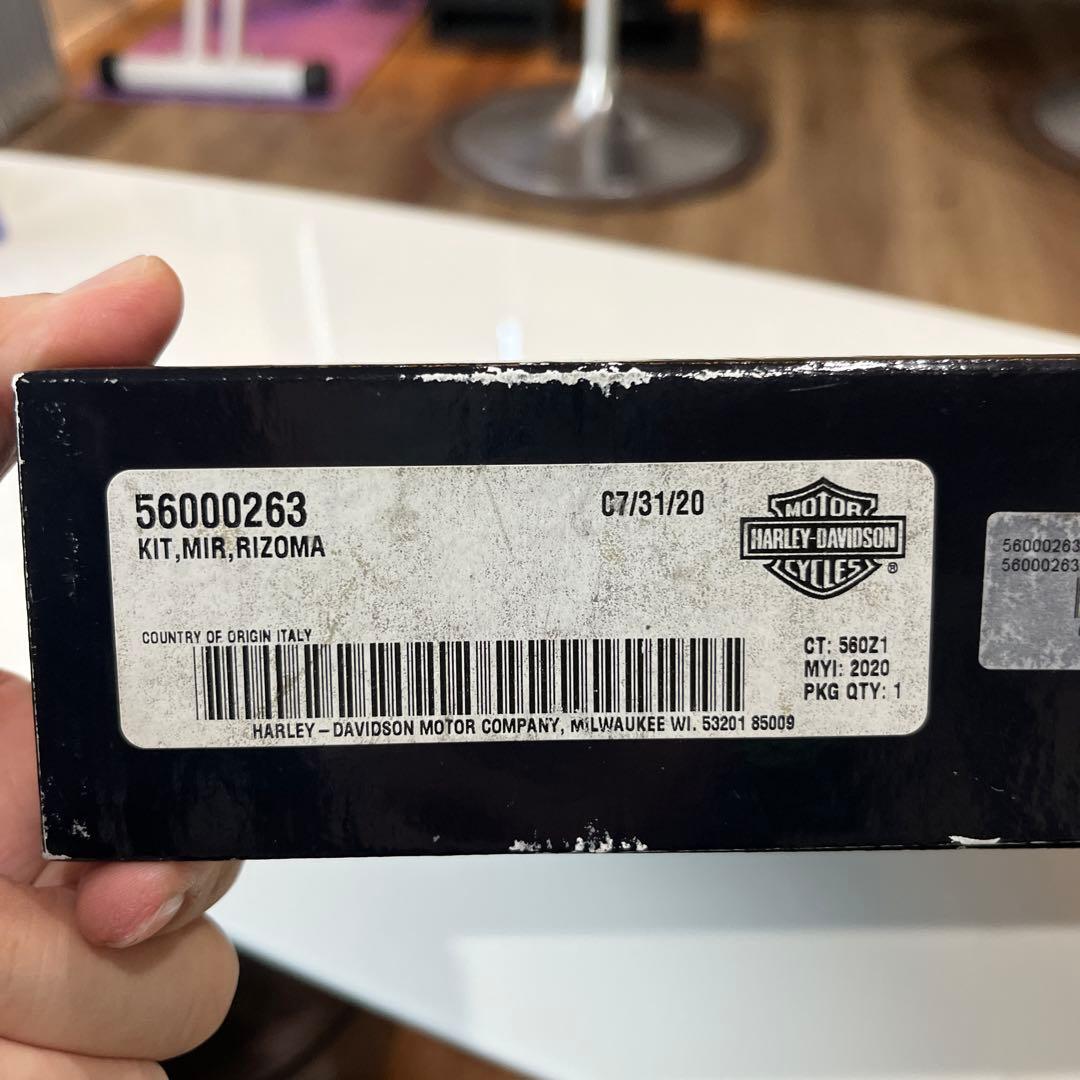 56000263
07/31/20
KIT,MIR,RIZOMA
MOTOR
HARLEY-DAVIDSON
CYCLES
®
COUNTRY OF ORIGIN ITALY
CT: 560Z1
MYI: 2020
PKG QTY: 1
HARLEY-DAVIDSON MOTOR COMPANY, MILWAUKEE WI. 53201 85009
56000263
56000263